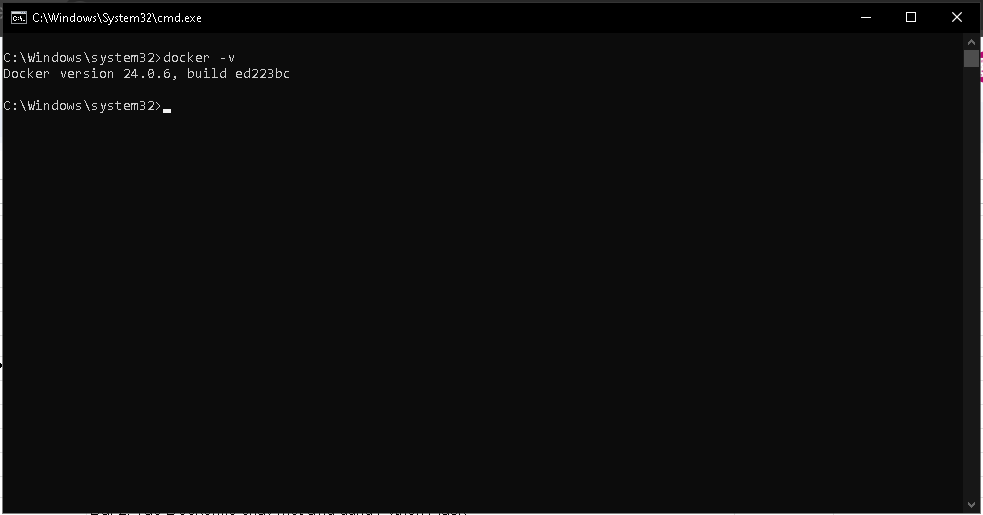 C:\Windows\System32\cmd.exe
C:\Windows\system32>docker -v
Docker version 24.0.6, build ed223bc
C:\Windows\system32>